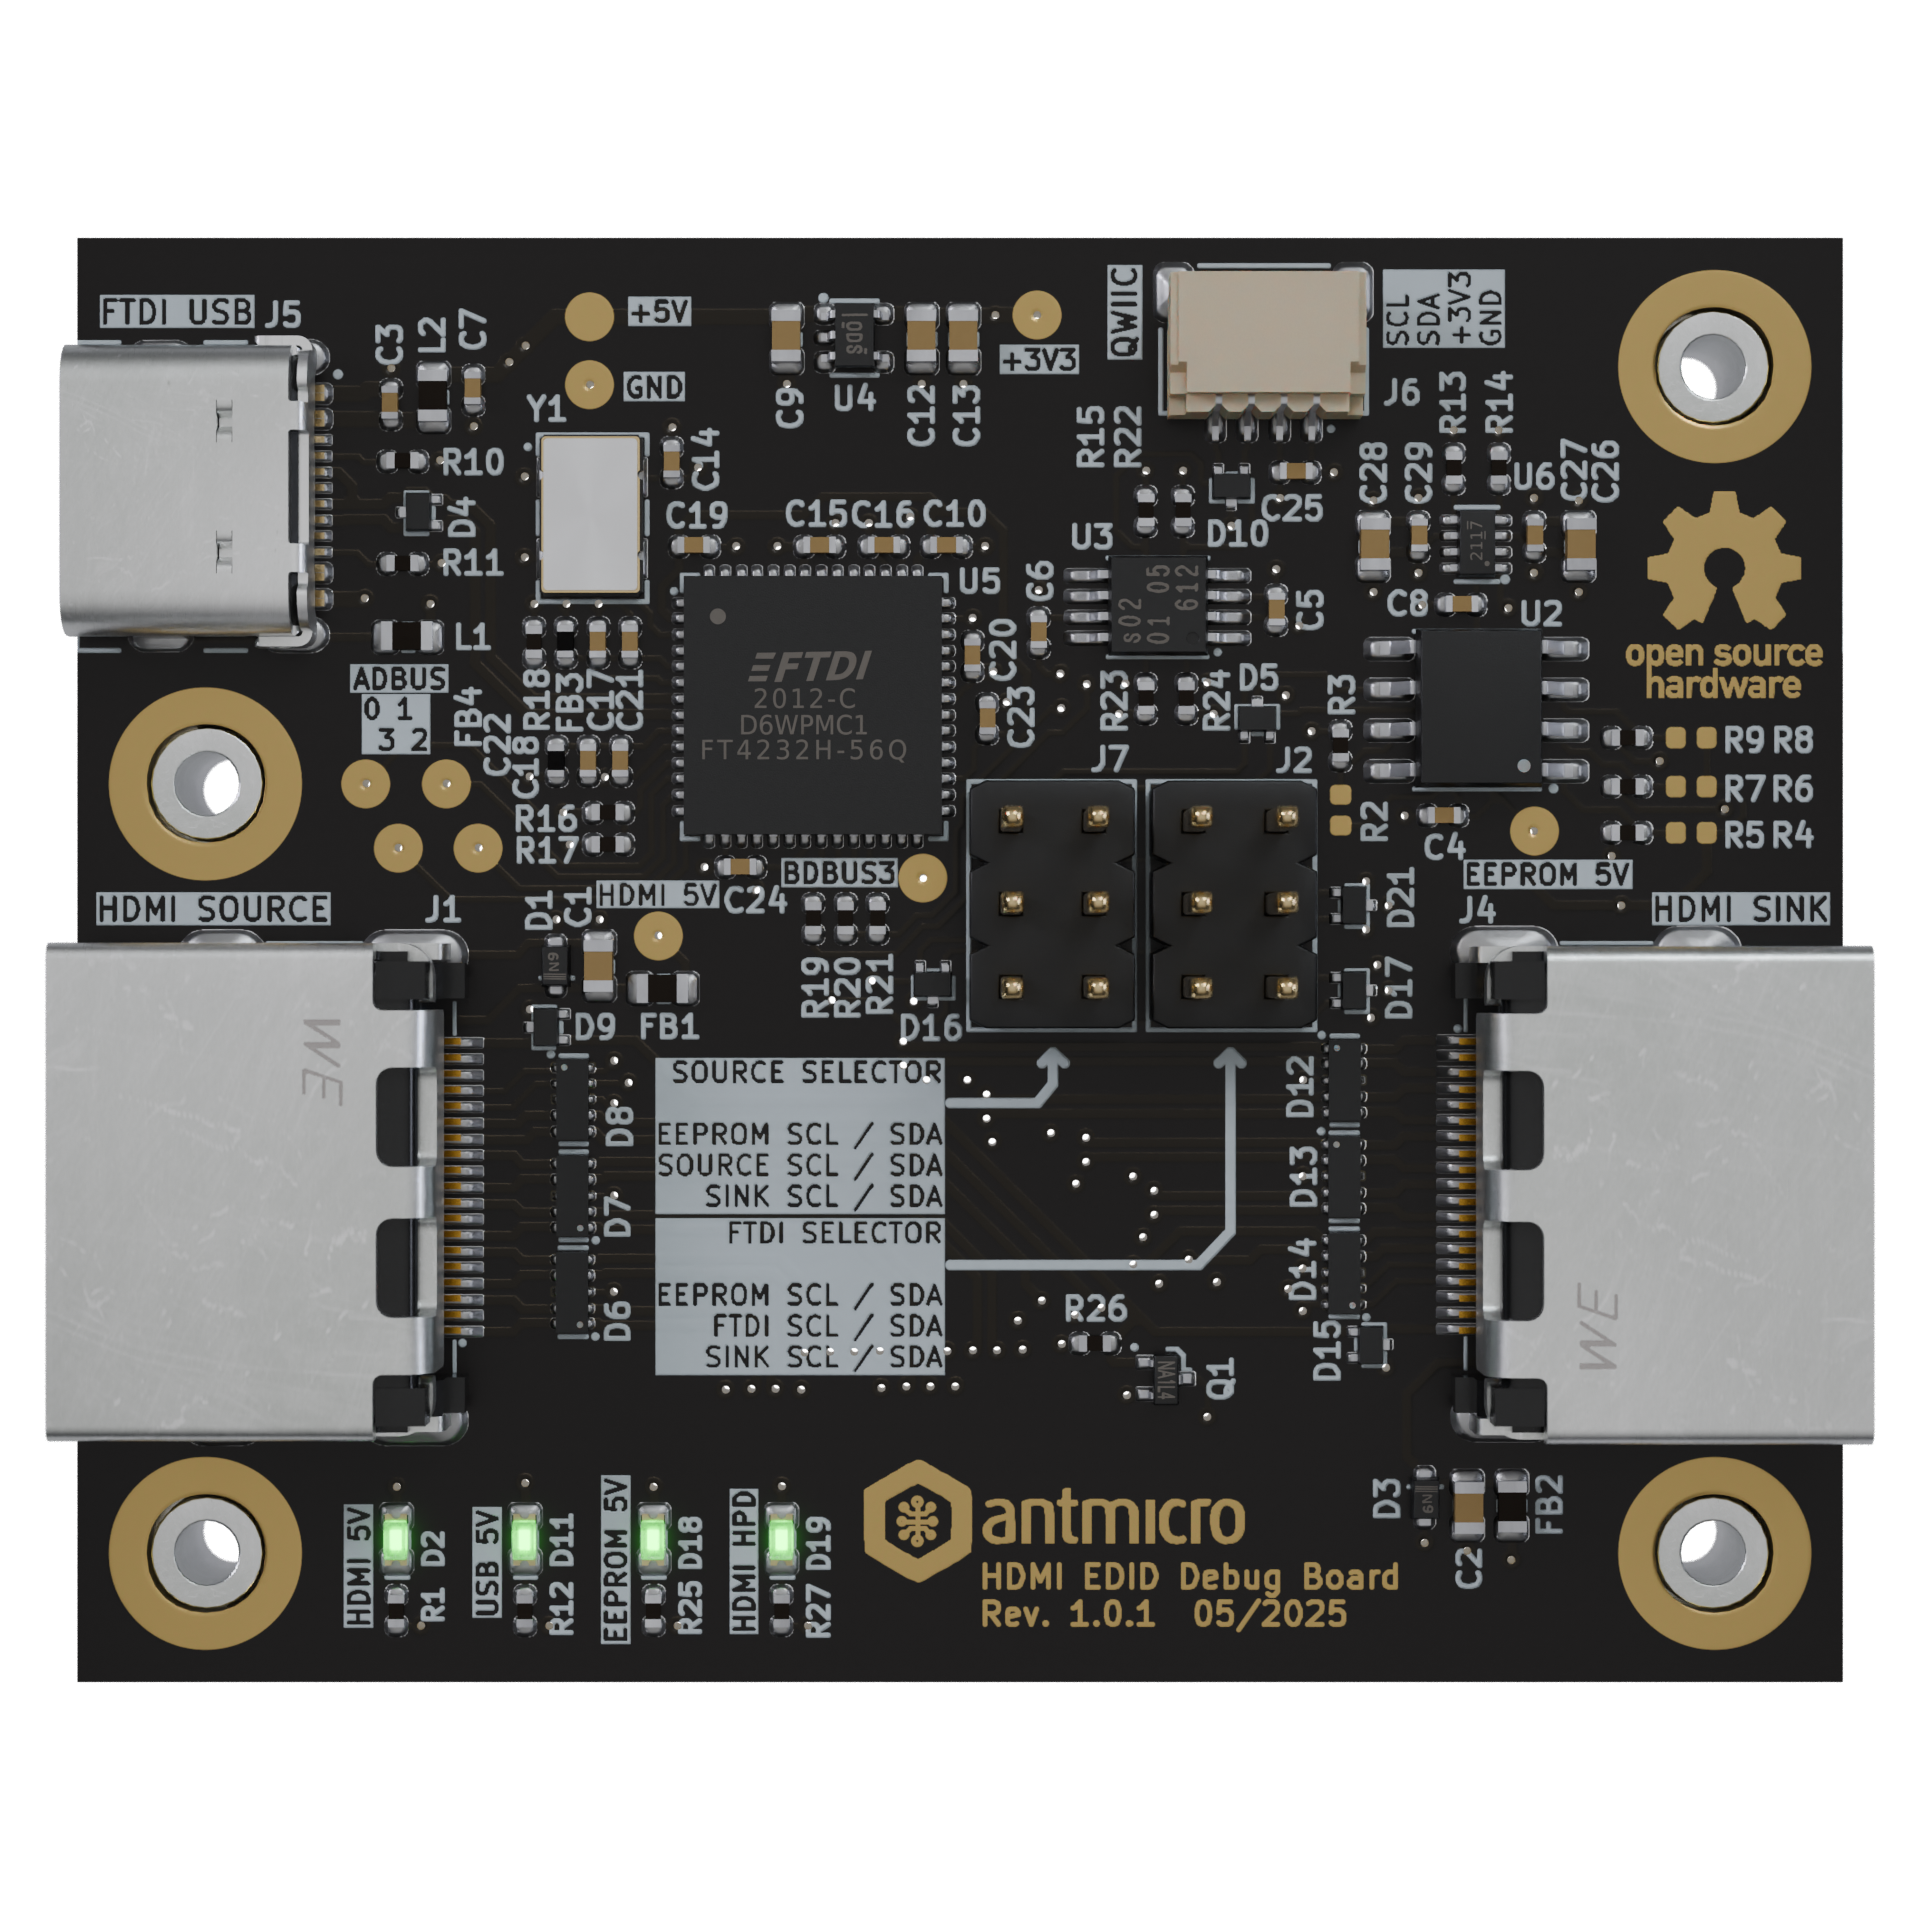 FTDI USB
J5
C3
L2
C7
+5V
GND
Y1
C9
U4
C12
C13
+3V3
QWIIC
SCL
SDA
+3V3
GND
J6
R15
R22
R13
R14
R10
D4
R11
L1
C14
C19
C15
C16
C10
U5
C6
U3
D10
C25
C28
C29
U6
C27
C26
2117
s02 05
01 612
C5
C8
U2
open source
hardware
ADBUS
0 1
3 2
FB4
C22
C18
R18
FB3
C17
C21
FTDI
2012-C
D6WPMC1
FT4232H-56Q
C20
C23
R23
R24
D5
R3
R9 R8
R7 R6
R5 R4
J7
J2
R2
C4
EEPROM 5V
R16
R17
C24
BDBUS3
HDMI 5V
HDMI SOURCE
J1
D1
C1
FB1
D9
R19
R20
R21
D16
D21
D17
J4
HDMI SINK
WE
WE
D8
D7
D6
SOURCE SELECTOR
EEPROM SCL / SDA
SOURCE SCL / SDA
SINK SCL / SDA
FTDI SELECTOR
EEPROM SCL / SDA
FTDI SCL / SDA
SINK SCL / SDA
D12
D13
D14
D15
R26
Q1
HDMI 5V
R1 D2
USB 5V
R12 D11
EEPROM 5V
R25 D18
HDMI HPD
R27 D19
antmicro
HDMI EDID Debug Board
Rev. 1.0.1 05/2025
D3
C2
FB2